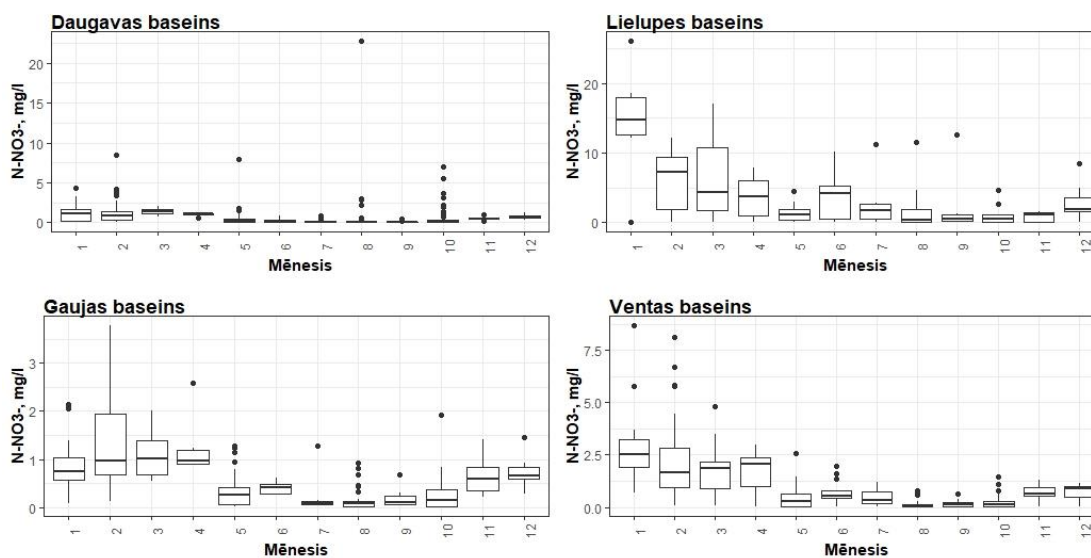 Daugavas baseins
N-NO3-, mg/l
20
15
10
5
0
1 2 3 4 5 6 7 8 9 10 11 12
Mēnesis
Lielupes baseins
N-NO3-, mg/l
20
10
0
1 2 3 4 5 6 7 8 9 10 11 12
Mēnesis
Gaujas baseins
N-NO3-, mg/l
3
2
1
0
1 2 3 4 5 6 7 8 9 10 11 12
Mēnesis
Ventas baseins
N-NO3-, mg/l
7.5
5.0
2.5
0.0
1 2 3 4 5 6 7 8 9 10 11 12
Mēnesis